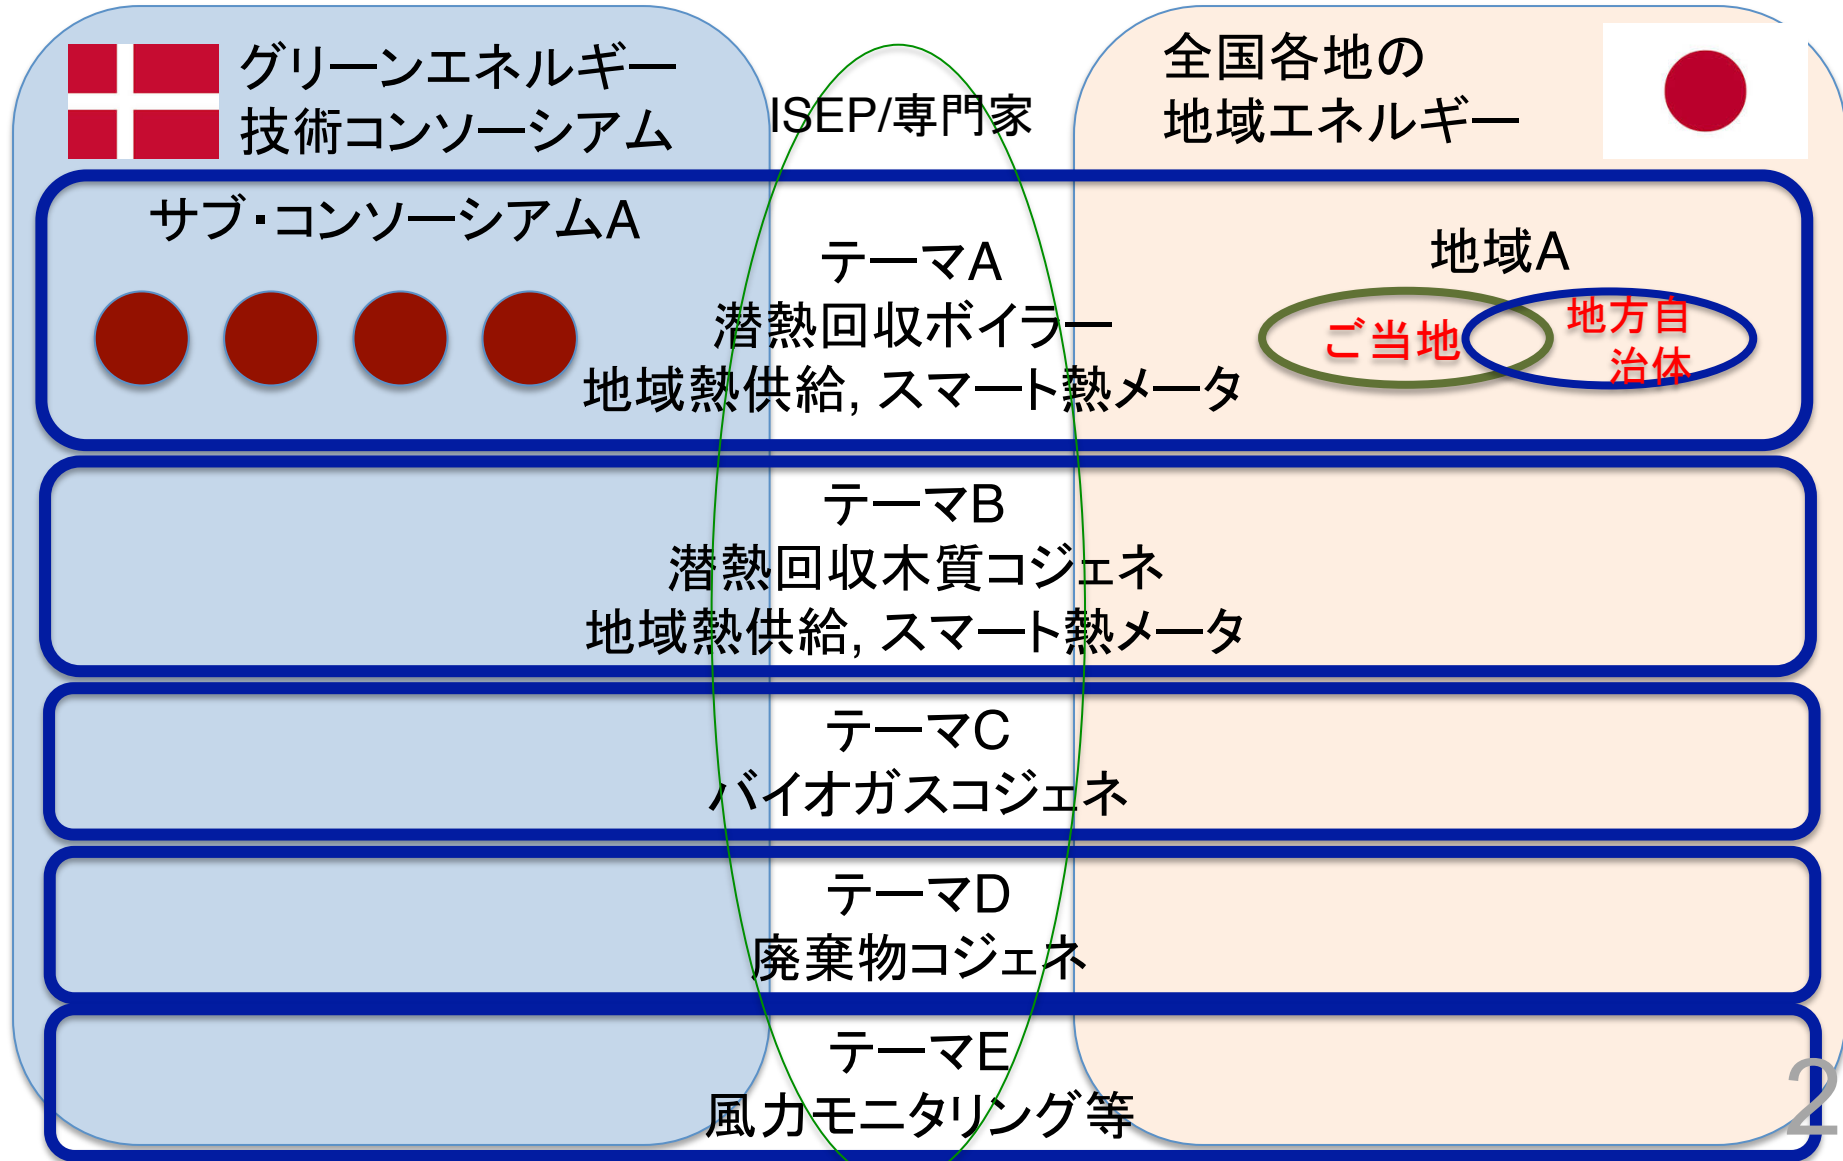 グリーンエネルギー
技術コンソーシアム
ISEP/専門家
全国各地の
地域エネルギー
サブ・コンソーシアムA
テーマA
潜熱回収ボイラー
地域熱供給, スマート熱メータ
地域A
ご当地
地方自
治体
テーマB
潜熱回収木質コジェネ
地域熱供給, スマート熱メータ
テーマC
バイオガスコジェネ
テーマD
廃棄物コジェネ
テーマE
風力モニタリング等
2